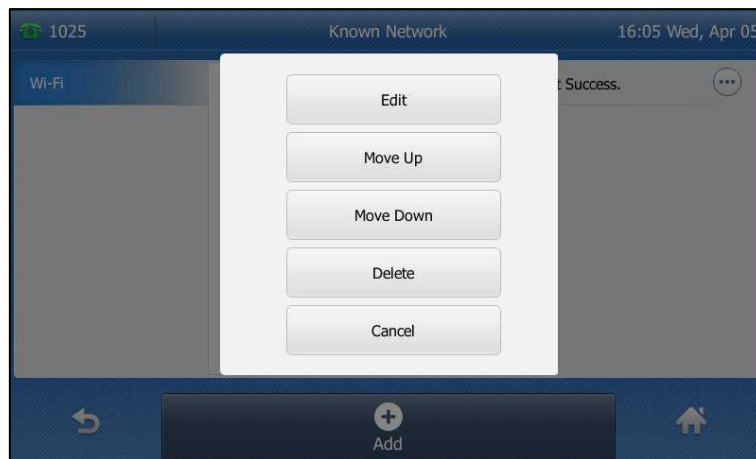 1025 Known Network 16:05 Wed, Apr 05
Wi-Fi
Success.
Edit
Move Up
Move Down
Delete
Cancel
Add